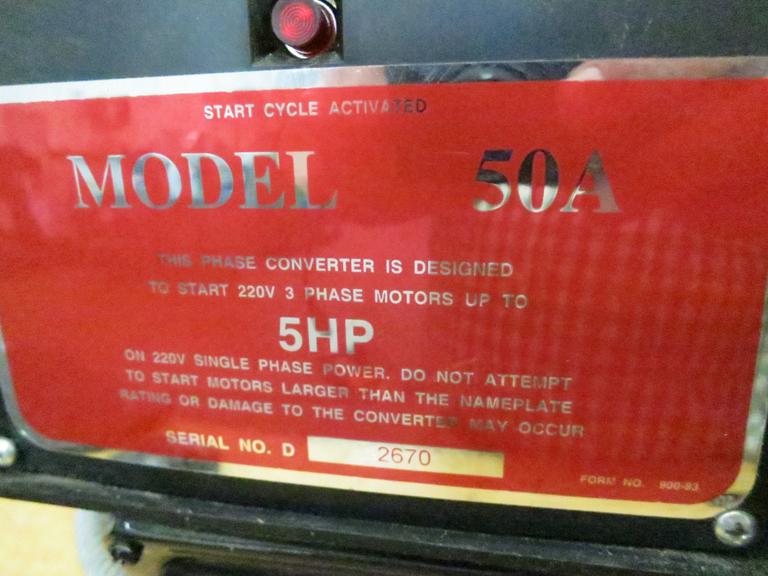 START CYCLE ACTIVATED
MODEL 50A
THIS PHASE CONVERTER IS DESIGNED
TO START 220V 3 PHASE MOTORS UP TO
5HP
ON 220V SINGLE PHASE POWER. DO NOT ATTEMPT
TO START MOTORS LARGER THAN THE NAMEPLATE
RATING OR DAMAGE TO THE CONVERTER MAY OCCUR
SERIAL NO. D 2670
FORM NO. 900-93